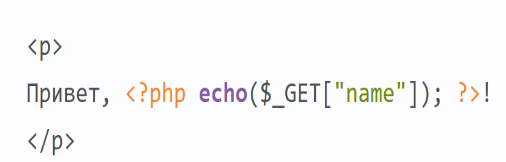 <p>
Привет, <?php echo($_GET["name"]); ?>!
</p>